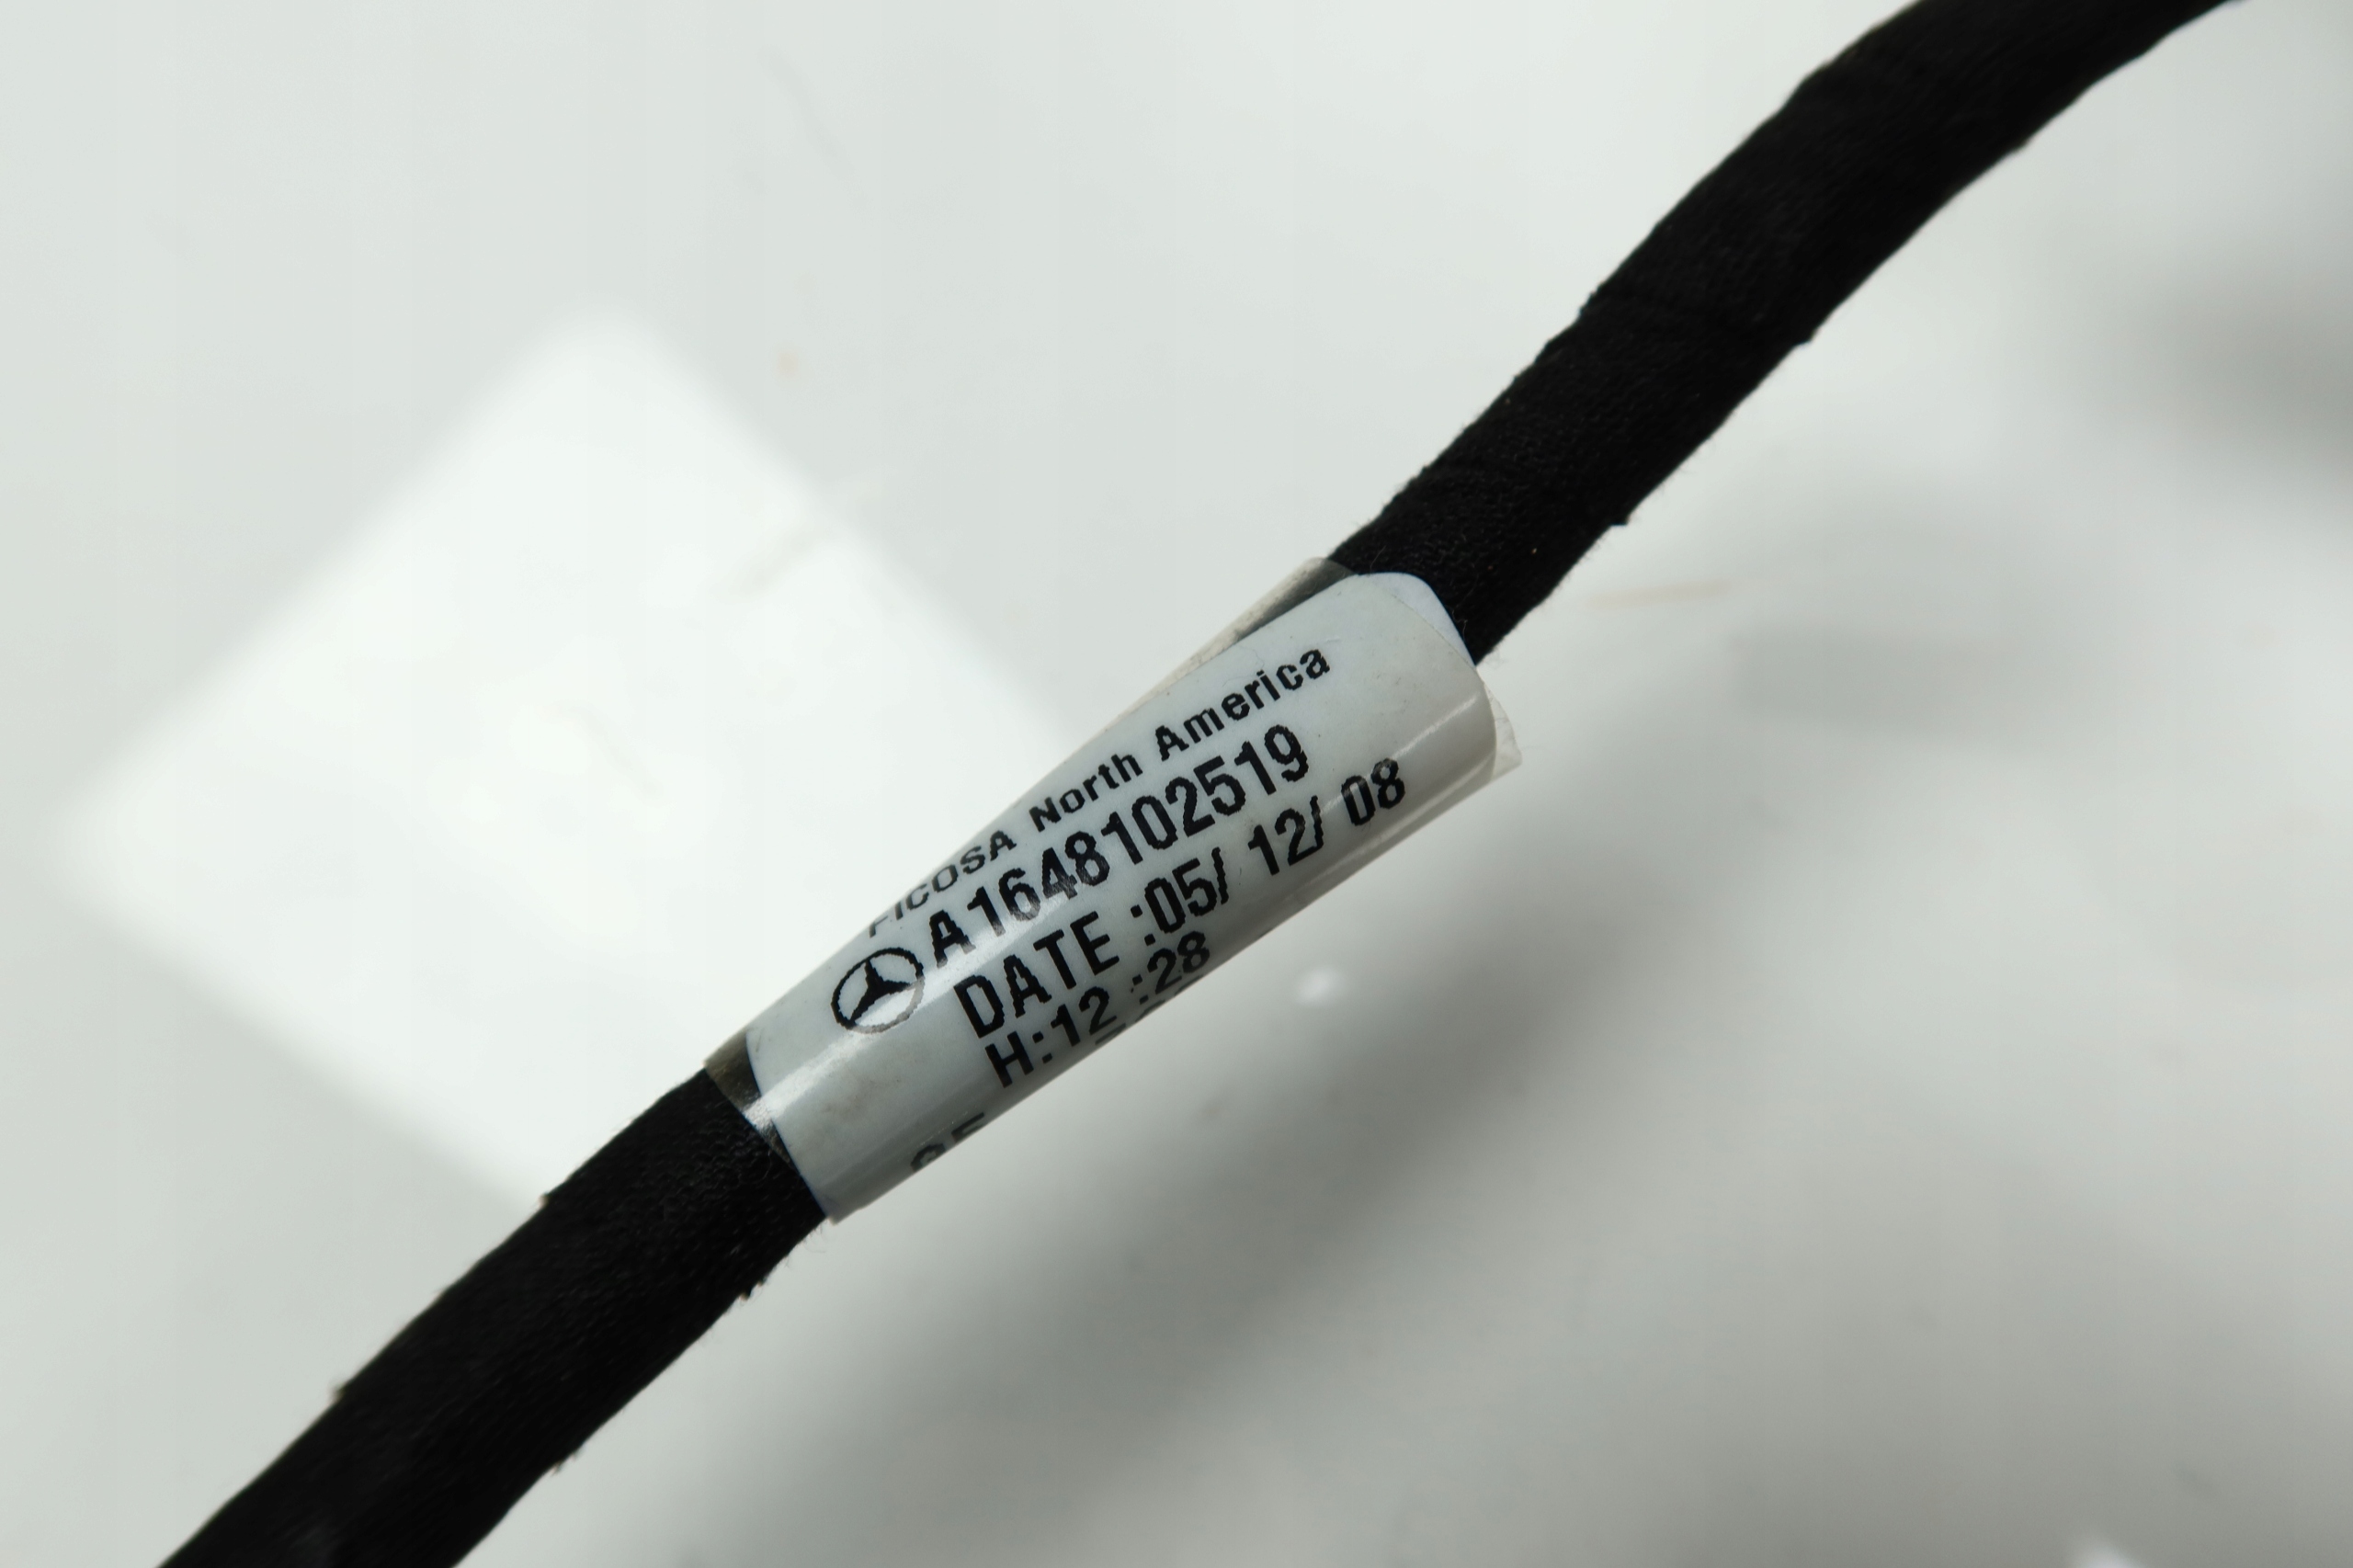 FICOSA North America
A1648102519
DATE :05/ 12/ 08
H:12 :28